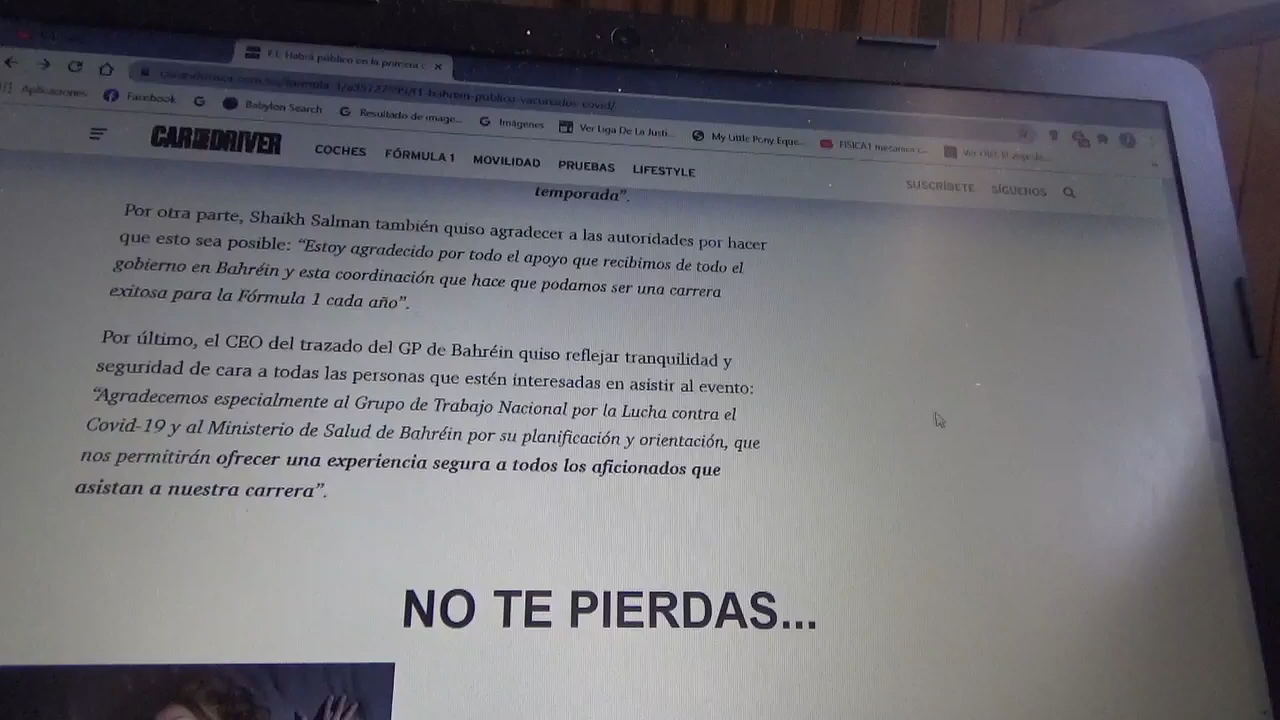 F1. Habrá público en la primera c
Aplicaciones
Facebook
Babylon Search
Resultado de image...
Imágenes
Ver Liga De La Justi...
My Little Pony Eque...
FISICA1 mecanica c...
CAR AND DRIVER
COCHES
FÓRMULA 1
MOVILIDAD
PRUEBAS
LIFESTYLE
SUSCRÍBETE
SÍGUENOS
temporada”.
Por otra parte, Shaikh Salman también quiso agradecer a las autoridades por hacer
que esto sea posible: “Estoy agradecido por todo el apoyo que recibimos de todo el
gobierno en Bahréin y esta coordinación que hace que podamos ser una carrera
exitosa para la Fórmula 1 cada año”.
Por último, el CEO del trazado del GP de Bahréin quiso reflejar tranquilidad y
seguridad de cara a todas las personas que estén interesadas en asistir al evento:
“Agradecemos especialmente al Grupo de Trabajo Nacional por la Lucha contra el
Covid-19 y al Ministerio de Salud de Bahréin por su planificación y orientación, que
nos permitirán ofrecer una experiencia segura a todos los aficionados que
asistan a nuestra carrera”.
NO TE PIERDAS...